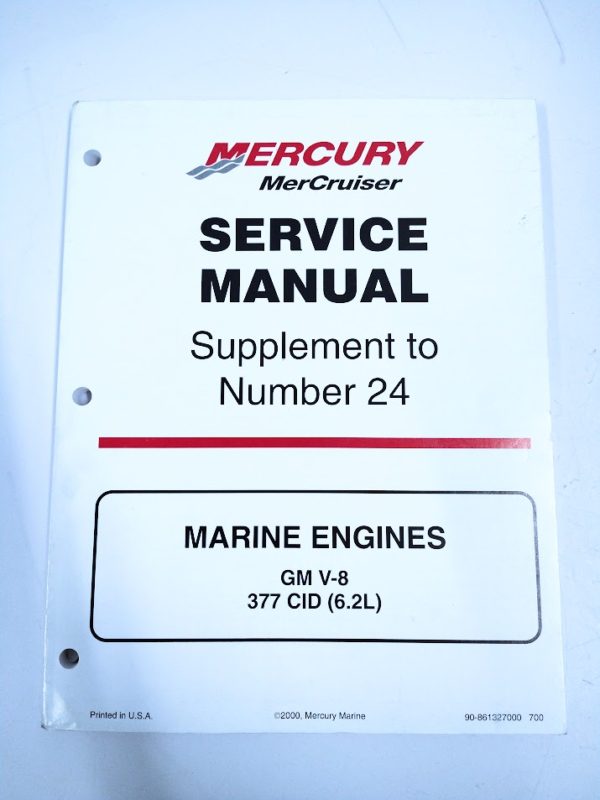 MERCURY
MerCruiser
SERVICE
MANUAL
Supplement to
Number 24
MARINE ENGINES
GM V-8
377 CID (6.2L)
Printed in U.S.A. ©2000, Mercury Marine 90-861327000 700